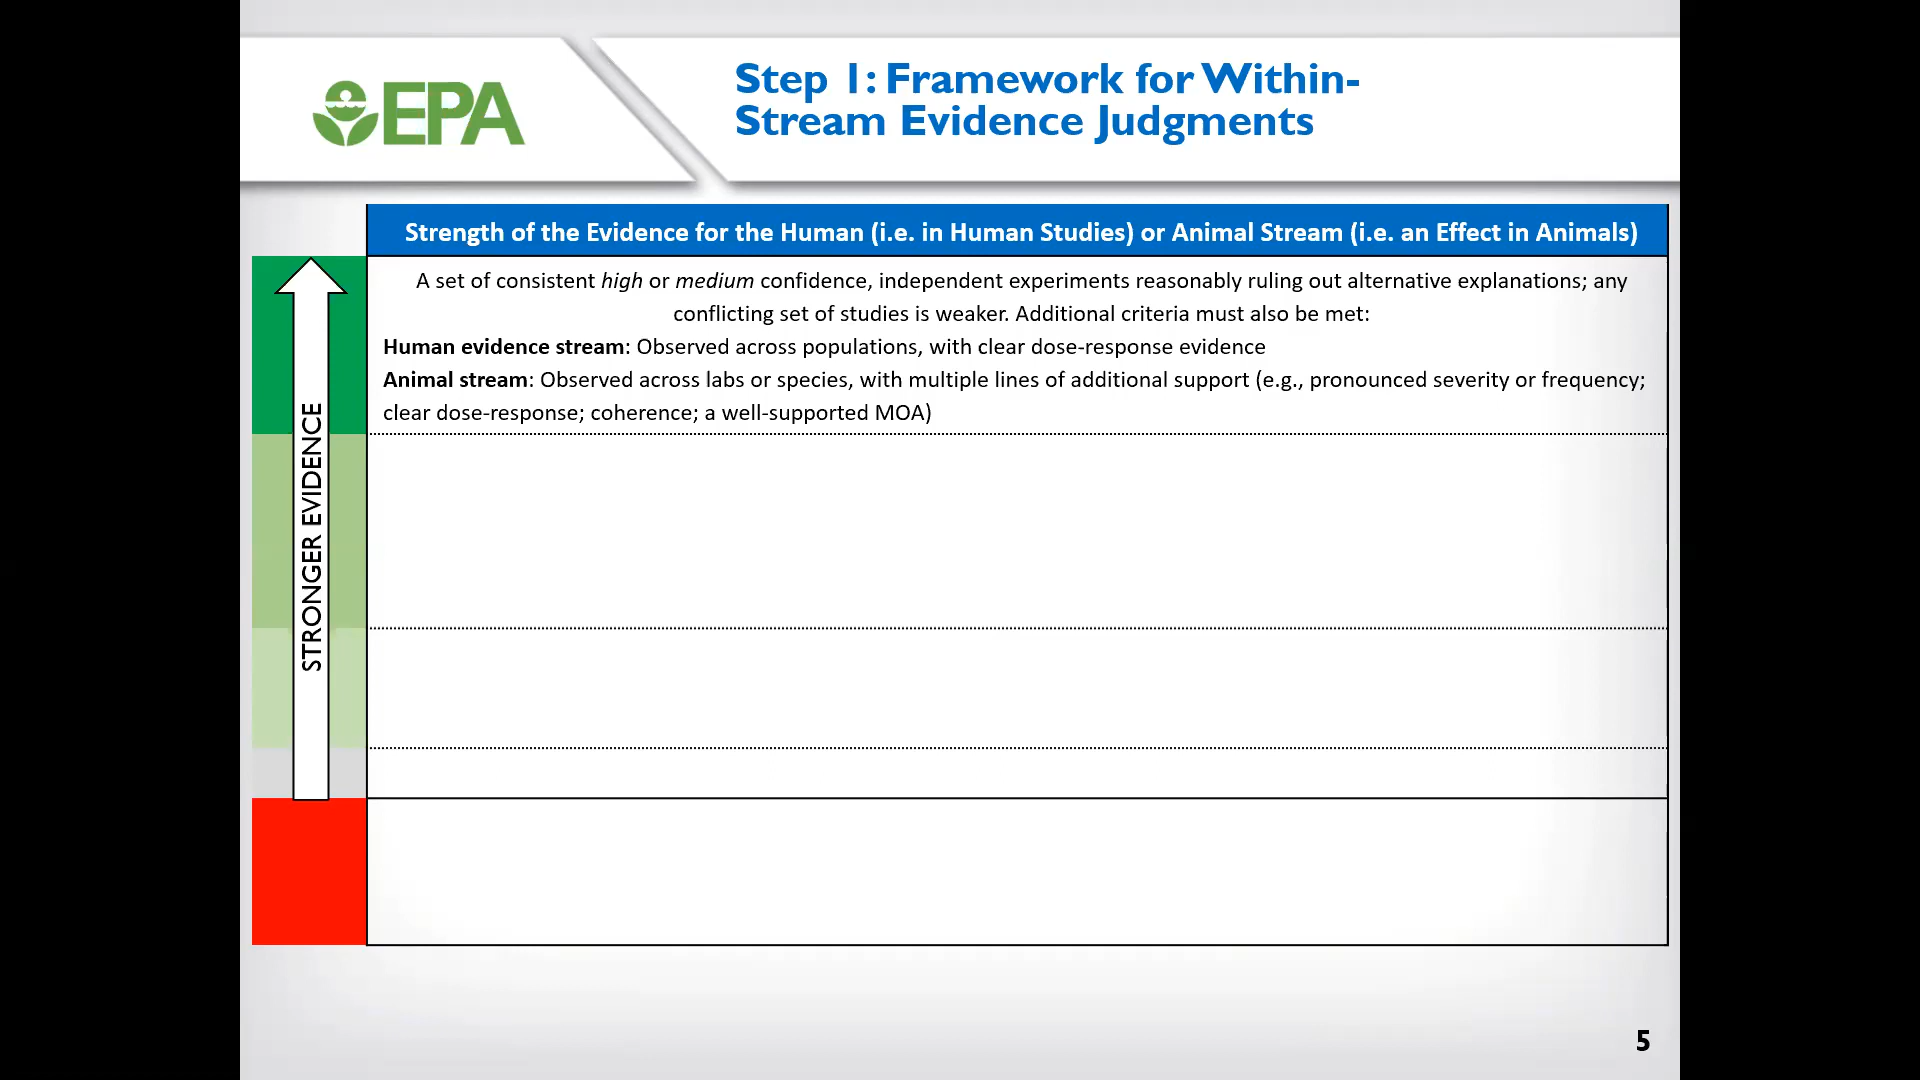 EPA
Step 1: Framework for Within-
Stream Evidence Judgments
Strength of the Evidence for the Human (i.e. in Human Studies) or Animal Stream (i.e. an Effect in Animals)
A set of consistent high or medium confidence, independent experiments reasonably ruling out alternative explanations; any
conflicting set of studies is weaker. Additional criteria must also be met:
Human evidence stream: Observed across populations, with clear dose-response evidence
Animal stream: Observed across labs or species, with multiple lines of additional support (e.g., pronounced severity or frequency;
clear dose-response; coherence; a well-supported MOA)
STRONGER EVIDENCE
5